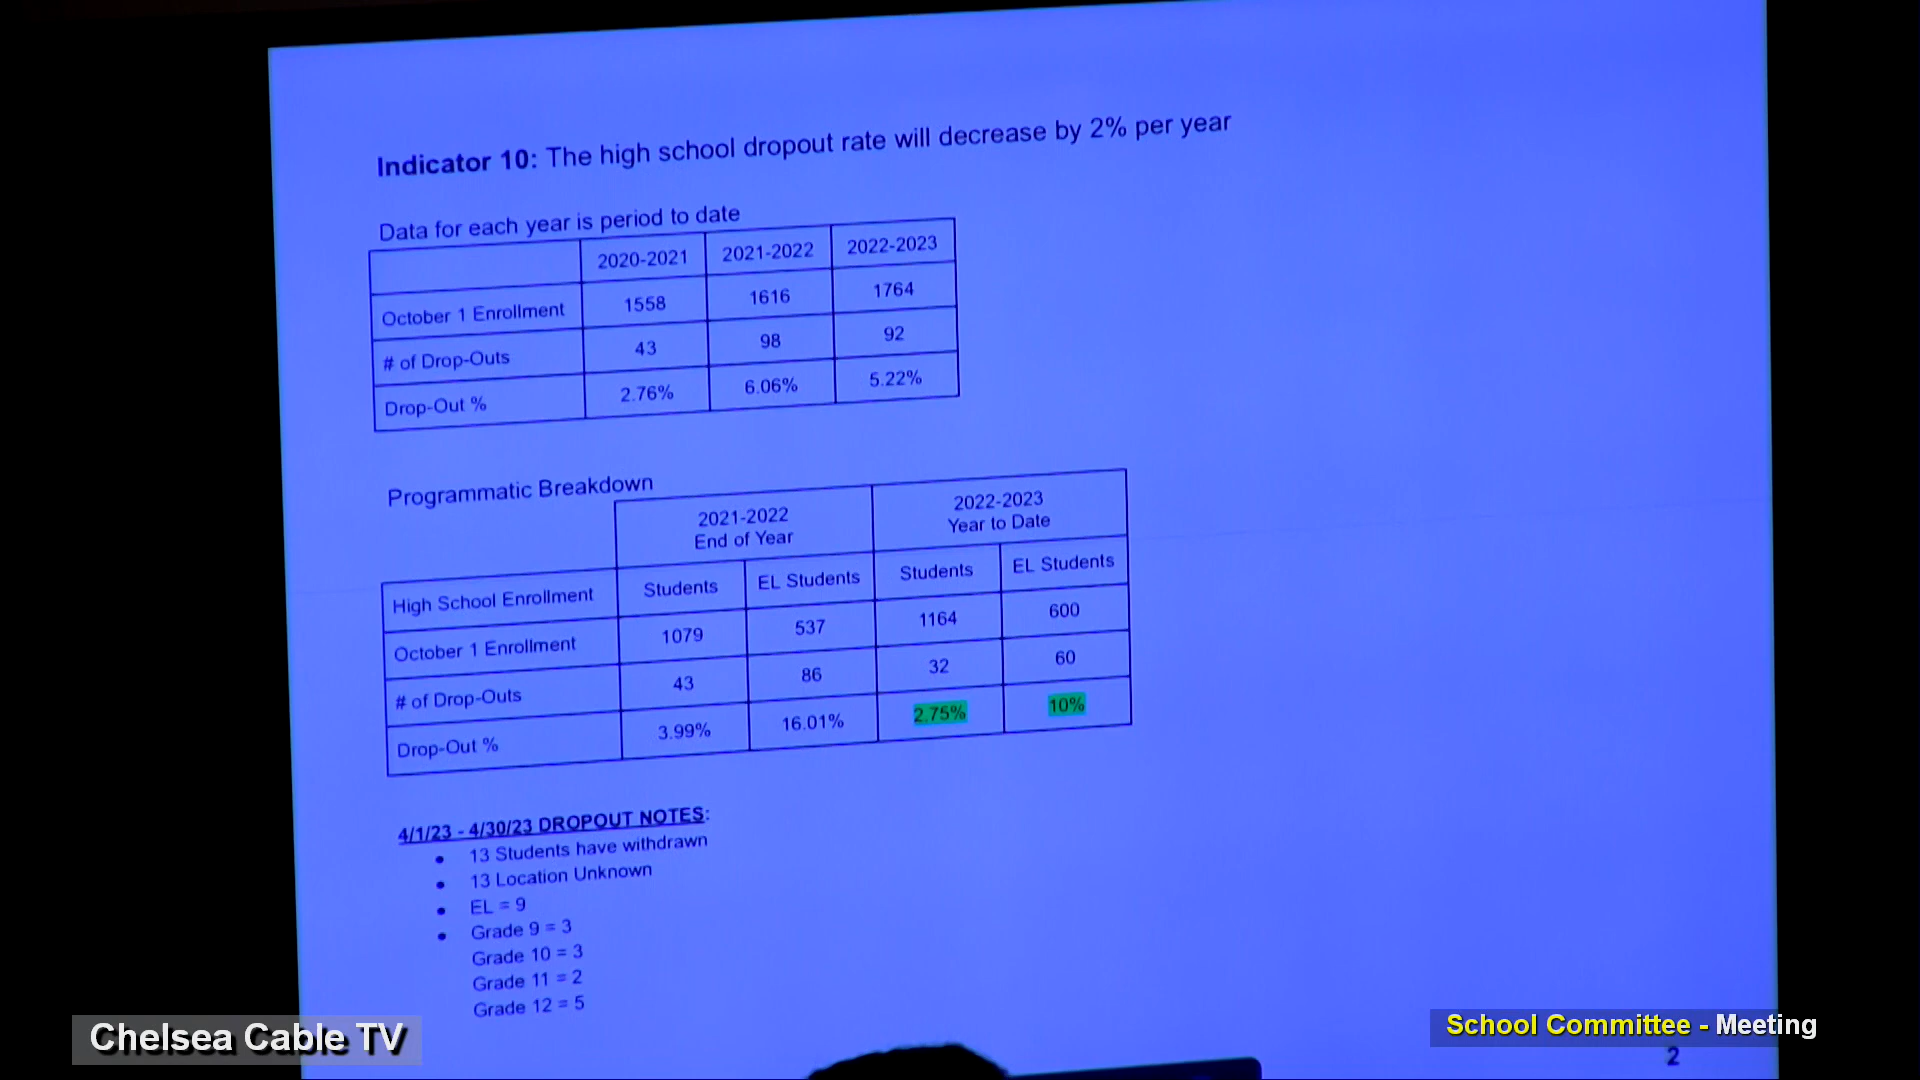 Indicator 10: The high school dropout rate will decrease by 2% per year
Data for each year is period to date
2020-2021 2021-2022 2022-2023
October 1 Enrollment 1558 1616 1764
# of Drop-Outs 43 98 92
Drop-Out % 2.76% 6.06% 5.22%
Programmatic Breakdown
2021-2022 2022-2023
End of Year Year to Date
High School Enrollment Students EL Students Students EL Students
October 1 Enrollment 1079 537 1164 600
# of Drop-Outs 43 86 32 60
Drop-Out % 3.99% 16.01% 2.75% 10%
4/1/23 - 4/30/23 DROPOUT NOTES:
• 13 Students have withdrawn
• 13 Location Unknown
• EL = 9
• Grade 9 = 3
Grade 10 = 3
Grade 11 = 2
Grade 12 = 5
Chelsea Cable TV
School Committee - Meeting
2